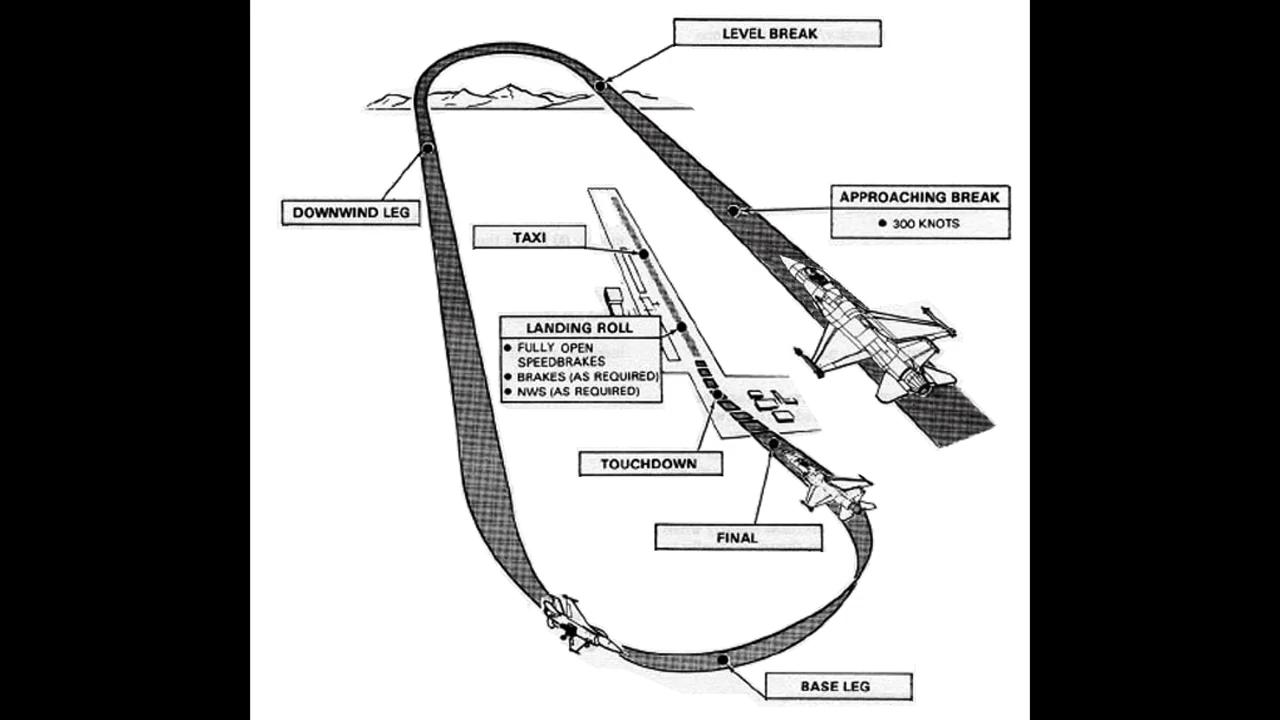 LEVEL BREAK
APPROACHING BREAK
● 300 KNOTS
DOWNWIND LEG
TAXI
LANDING ROLL
● FULLY OPEN
SPEEDBRAKES
● BRAKES (AS REQUIRED)
● NWS (AS REQUIRED)
TOUCHDOWN
FINAL
BASE LEG